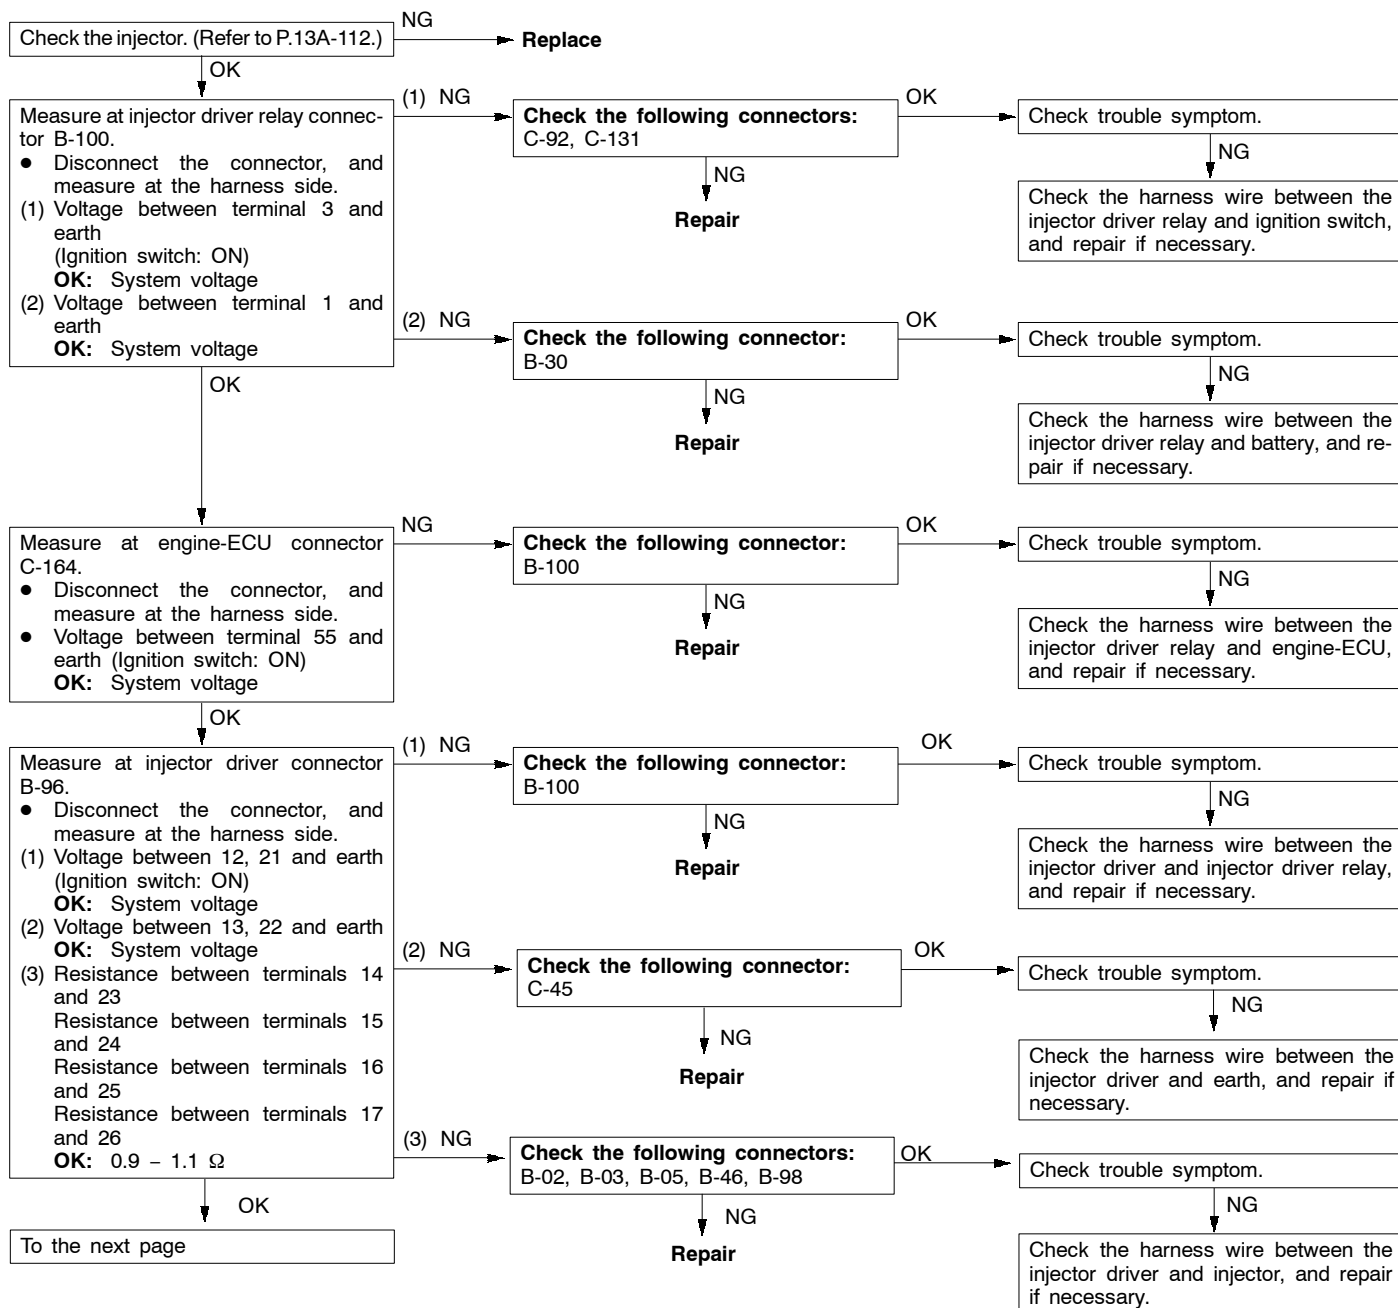 Check the injector. (Refer to P.13A-112.)
NG
Replace
OK
Measure at injector driver relay connec-
tor B-100.
● Disconnect the connector, and
measure at the harness side.
(1) Voltage between terminal 3 and
earth
(Ignition switch: ON)
OK: System voltage
(2) Voltage between terminal 1 and
earth
OK: System voltage
(1) NG
Check the following connectors:
C-92, C-131
OK
Check trouble symptom.
NG
Repair
NG
Check the harness wire between the
injector driver relay and ignition switch,
and repair if necessary.
(2) NG
Check the following connector:
B-30
OK
Check trouble symptom.
NG
Repair
NG
Check the harness wire between the
injector driver relay and battery, and re-
pair if necessary.
OK
Measure at engine-ECU connector
C-164.
● Disconnect the connector, and
measure at the harness side.
● Voltage between terminal 55 and
earth (Ignition switch: ON)
OK: System voltage
NG
Check the following connector:
B-100
OK
Check trouble symptom.
NG
Repair
NG
Check the harness wire between the
injector driver relay and engine-ECU,
and repair if necessary.
OK
Measure at injector driver connector
B-96.
● Disconnect the connector, and
measure at the harness side.
(1) Voltage between 12, 21 and earth
(Ignition switch: ON)
OK: System voltage
(2) Voltage between 13, 22 and earth
OK: System voltage
(3) Resistance between terminals 14
and 23
Resistance between terminals 15
and 24
Resistance between terminals 16
and 25
Resistance between terminals 17
and 26
OK: 0.9 – 1.1 Ω
(1) NG
Check the following connector:
B-100
OK
Check trouble symptom.
NG
Repair
NG
Check the harness wire between the
injector driver and injector driver relay,
and repair if necessary.
(2) NG
Check the following connector:
C-45
OK
Check trouble symptom.
NG
Repair
NG
Check the harness wire between the
injector driver and earth, and repair if
necessary.
(3) NG
Check the following connectors:
B-02, B-03, B-05, B-46, B-98
OK
Check trouble symptom.
NG
Repair
NG
Check the harness wire between the
injector driver and injector, and repair
if necessary.
OK
To the next page